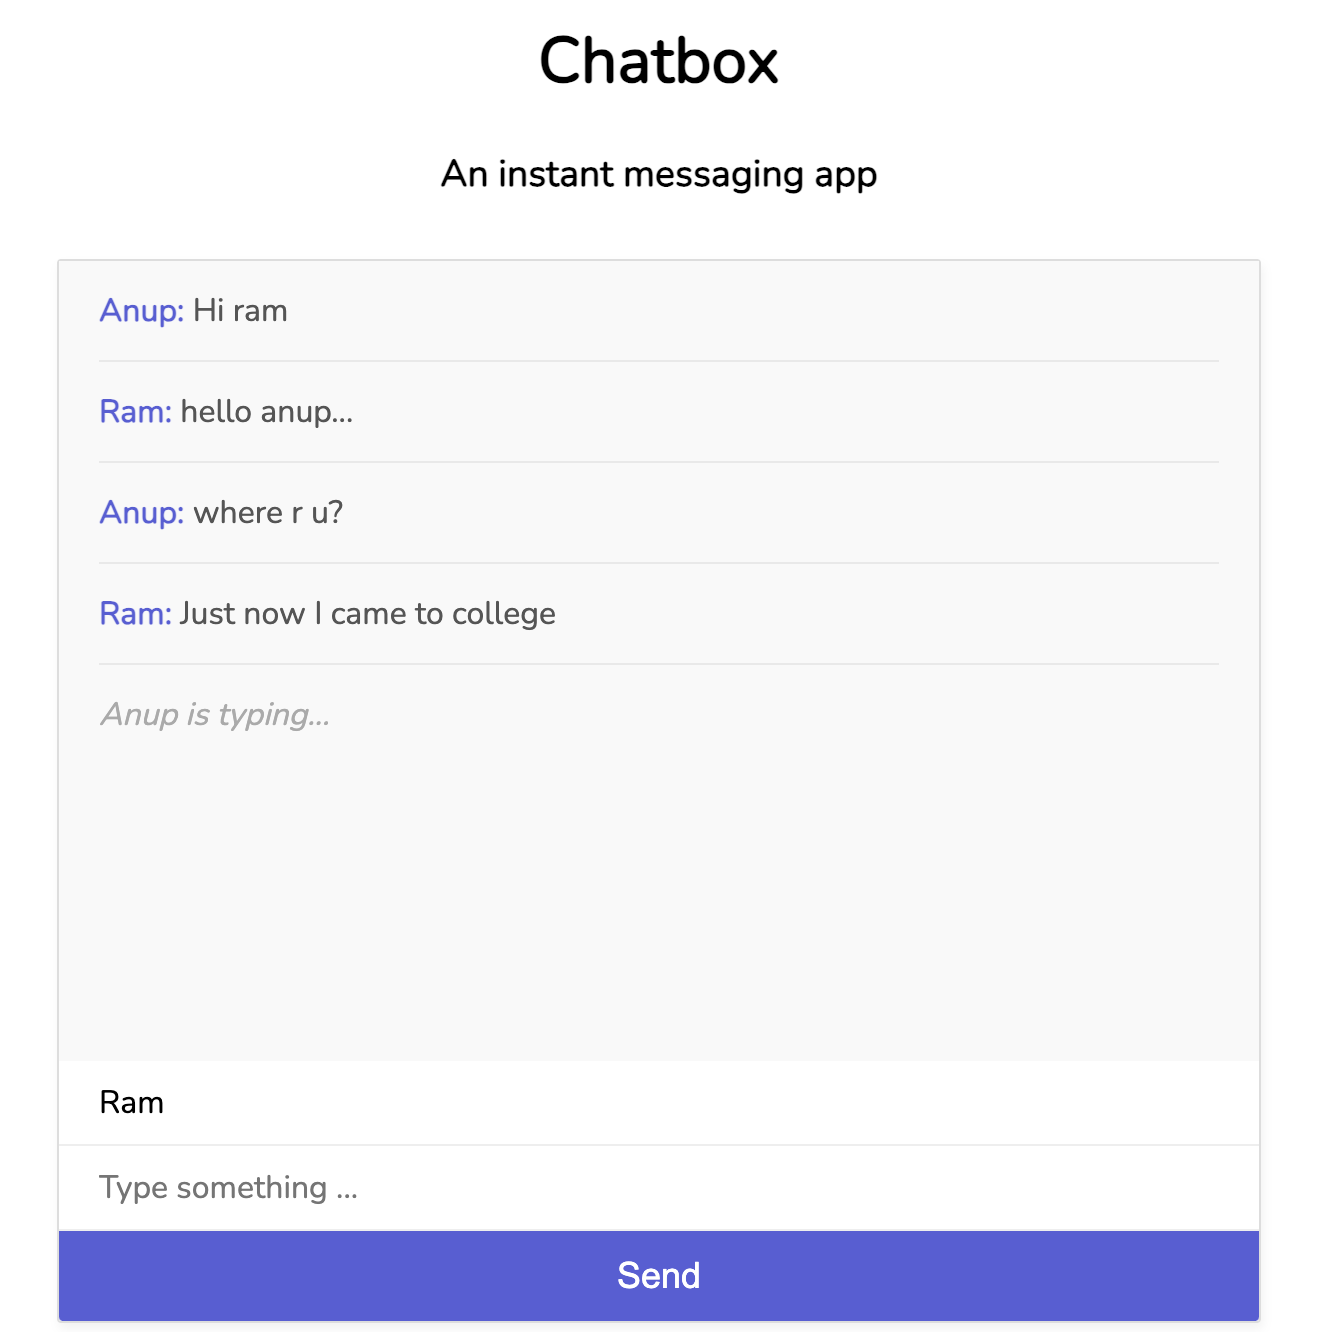 Chatbox
An instant messaging app
Anup: Hi ram
Ram: hello anup...
Anup: where r u?
Ram: Just now I came to college
Anup is typing...
Ram
Type something ...
Send